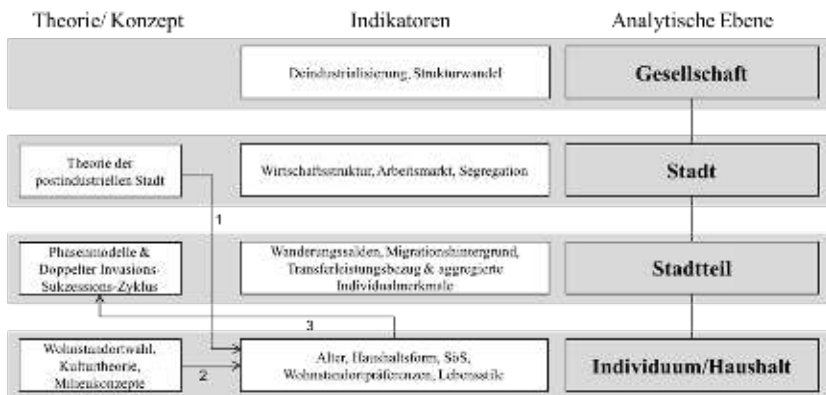 Theorie/ Konzept
Indikatoren
Analytische Ebene
Deindustrialisierung, Strukturwandel
Gesellschaft
Theorie der
postindustriellen Stadt
Wirtschaftsstruktur, Arbeitsmarkt, Segregation
Stadt
1
Phasenmodelle &
Doppelter Invasions-
Sukzessions-Zyklus
Wanderungssalden, Migrationshintergrund,
Transferleistungsbezug & aggregierte
Individualmerkmale
Stadtteil
3
Wohnstandortwahl,
Kulturtheorie,
Milieukonzepte
2
Alter, Haushaltsform, SöS,
Wohnstandortpräferenzen, Lebensstile
Individuum/Haushalt